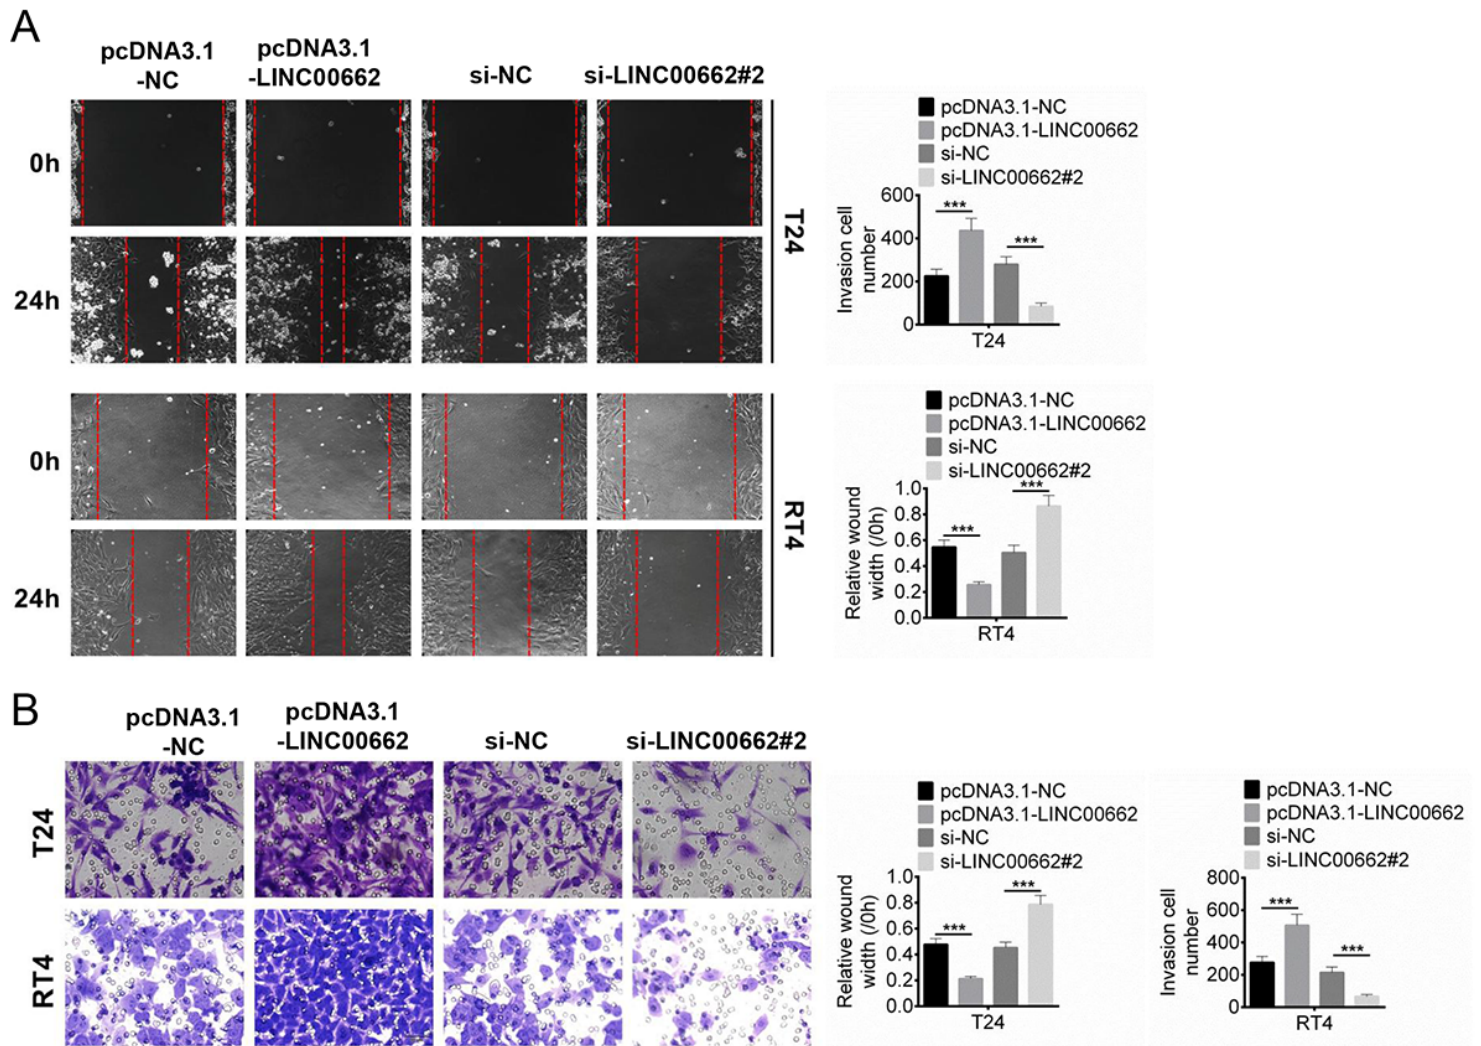 A
pcDNA3.1
-NC
pcDNA3.1
-LINC00662
si-NC
si-LINC00662#2
0h
24h
T24
0h
24h
RT4
pcDNA3.1-NC
pcDNA3.1-LINC00662
si-NC
si-LINC00662#2
Invasion cell
number
600
400
200
0
***
***
T24
pcDNA3.1-NC
pcDNA3.1-LINC00662
si-NC
si-LINC00662#2
Relative wound
width (/0h)
1.0
0.8
0.6
0.4
0.2
0.0
***
***
RT4
B
pcDNA3.1
-NC
pcDNA3.1
-LINC00662
si-NC
si-LINC00662#2
T24
RT4
pcDNA3.1-NC
pcDNA3.1-LINC00662
si-NC
si-LINC00662#2
Relative wound
width (/0h)
1.0
0.8
0.6
0.4
0.2
0.0
***
***
T24
pcDNA3.1-NC
pcDNA3.1-LINC00662
si-NC
si-LINC00662#2
Invasion cell
number
800
600
400
200
0
***
***
RT4